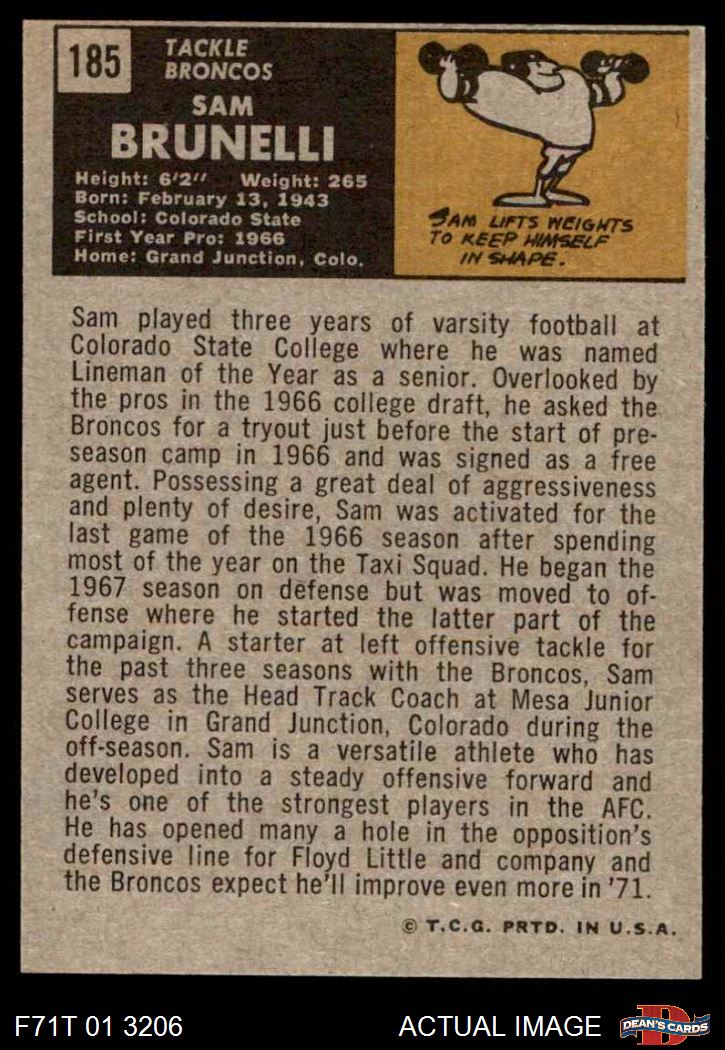 185
TACKLE
BRONCOS
SAM
BRUNELLI
Height: 6'2" Weight: 265
Born: February 13, 1943
School: Colorado State
First Year Pro: 1966
Home: Grand Junction, Colo.
SAM LIFTS WEIGHTS
TO KEEP HIMSELF
IN SHAPE.
Sam played three years of varsity football at
Colorado State College where he was named
Lineman of the Year as a senior. Overlooked by
the pros in the 1966 college draft, he asked the
Broncos for a tryout just before the start of pre-
season camp in 1966 and was signed as a free
agent. Possessing a great deal of aggressiveness
and plenty of desire, Sam was activated for the
last game of the 1966 season after spending
most of the year on the Taxi Squad. He began the
1967 season on defense but was moved to of-
fense where he started the latter part of the
campaign. A starter at left offensive tackle for
the past three seasons with the Broncos, Sam
serves as the Head Track Coach at Mesa Junior
College in Grand Junction, Colorado during the
off-season. Sam is a versatile athlete who has
developed into a steady offensive forward and
he's one of the strongest players in the AFC.
He has opened many a hole in the opposition's
defensive line for Floyd Little and company and
the Broncos expect he'll improve even more in '71.
© T.C.G. PRTD. IN U.S.A.
F71T 01 3206
ACTUAL IMAGE
D
DEAN'S CARDS